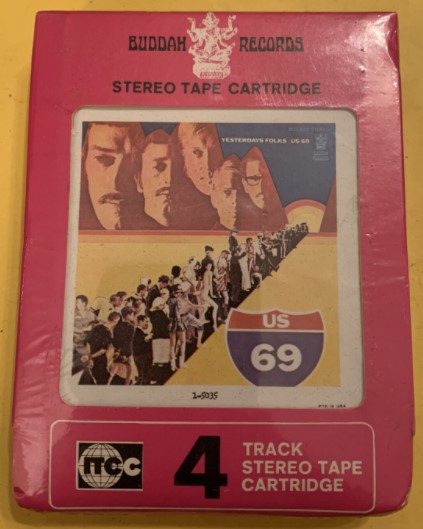 BUDDAH RECORDS
STEREO TAPE CARTRIDGE
YESTERDAYS FOLKS / US 69
US
69
ITCC
4
TRACK
STEREO TAPE
CARTRIDGE